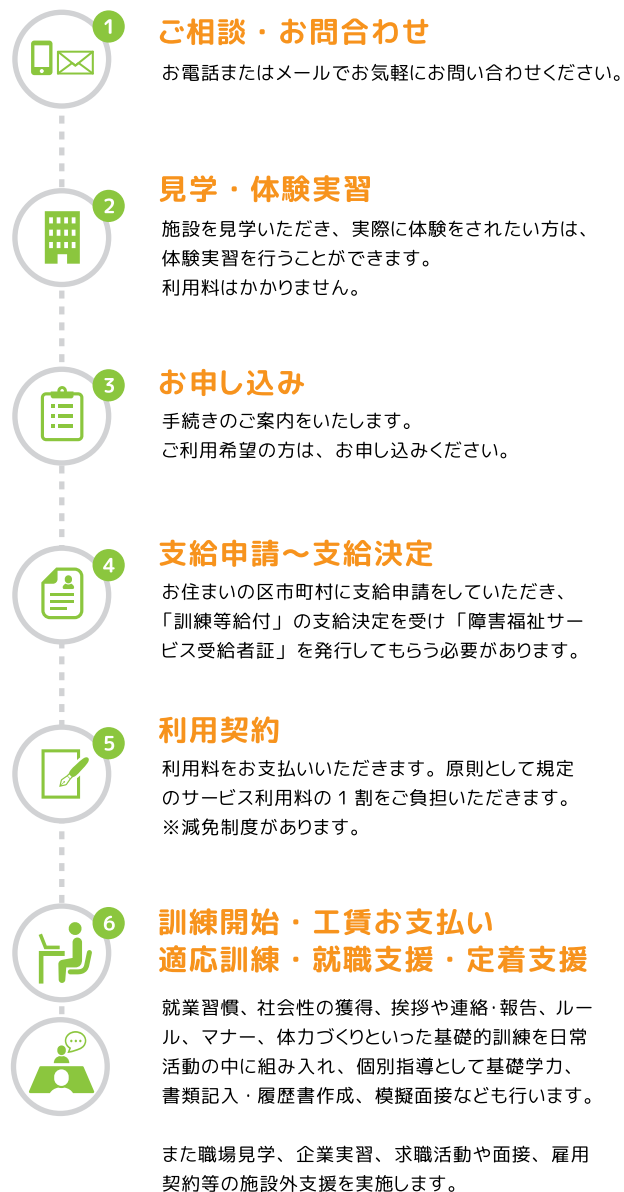 1
ご相談・お問合わせ
お電話またはメールでお気軽にお問い合わせください。
2
見学・体験実習
施設を見学いただき、実際に体験をされたい方は、
体験実習を行うことができます。
利用料はかかりません。
3
お申し込み
手続きのご案内をいたします。
ご利用希望の方は、お申し込みください。
4
支給申請〜支給決定
お住まいの区市町村に支給申請をしていただき、
「訓練等給付」の支給決定を受け「障害福祉サー
ビス受給者証」を発行してもらう必要があります。
5
利用契約
利用料をお支払いいただきます。原則として規定
のサービス利用料の1割をご負担いただきます。
※減免制度があります。
6
訓練開始・工賃お支払い
適応訓練・就職支援・定着支援
就業習慣、社会性の獲得、挨拶や連絡・報告、ルー
ル、マナー、体力づくりといった基礎的訓練を日常
活動の中に組み入れ、個別指導として基礎学力、
書類記入・履歴書作成、模擬面接なども行います。
また職場見学、企業実習、求職活動や面接、雇用
契約等の施設外支援を実施します。